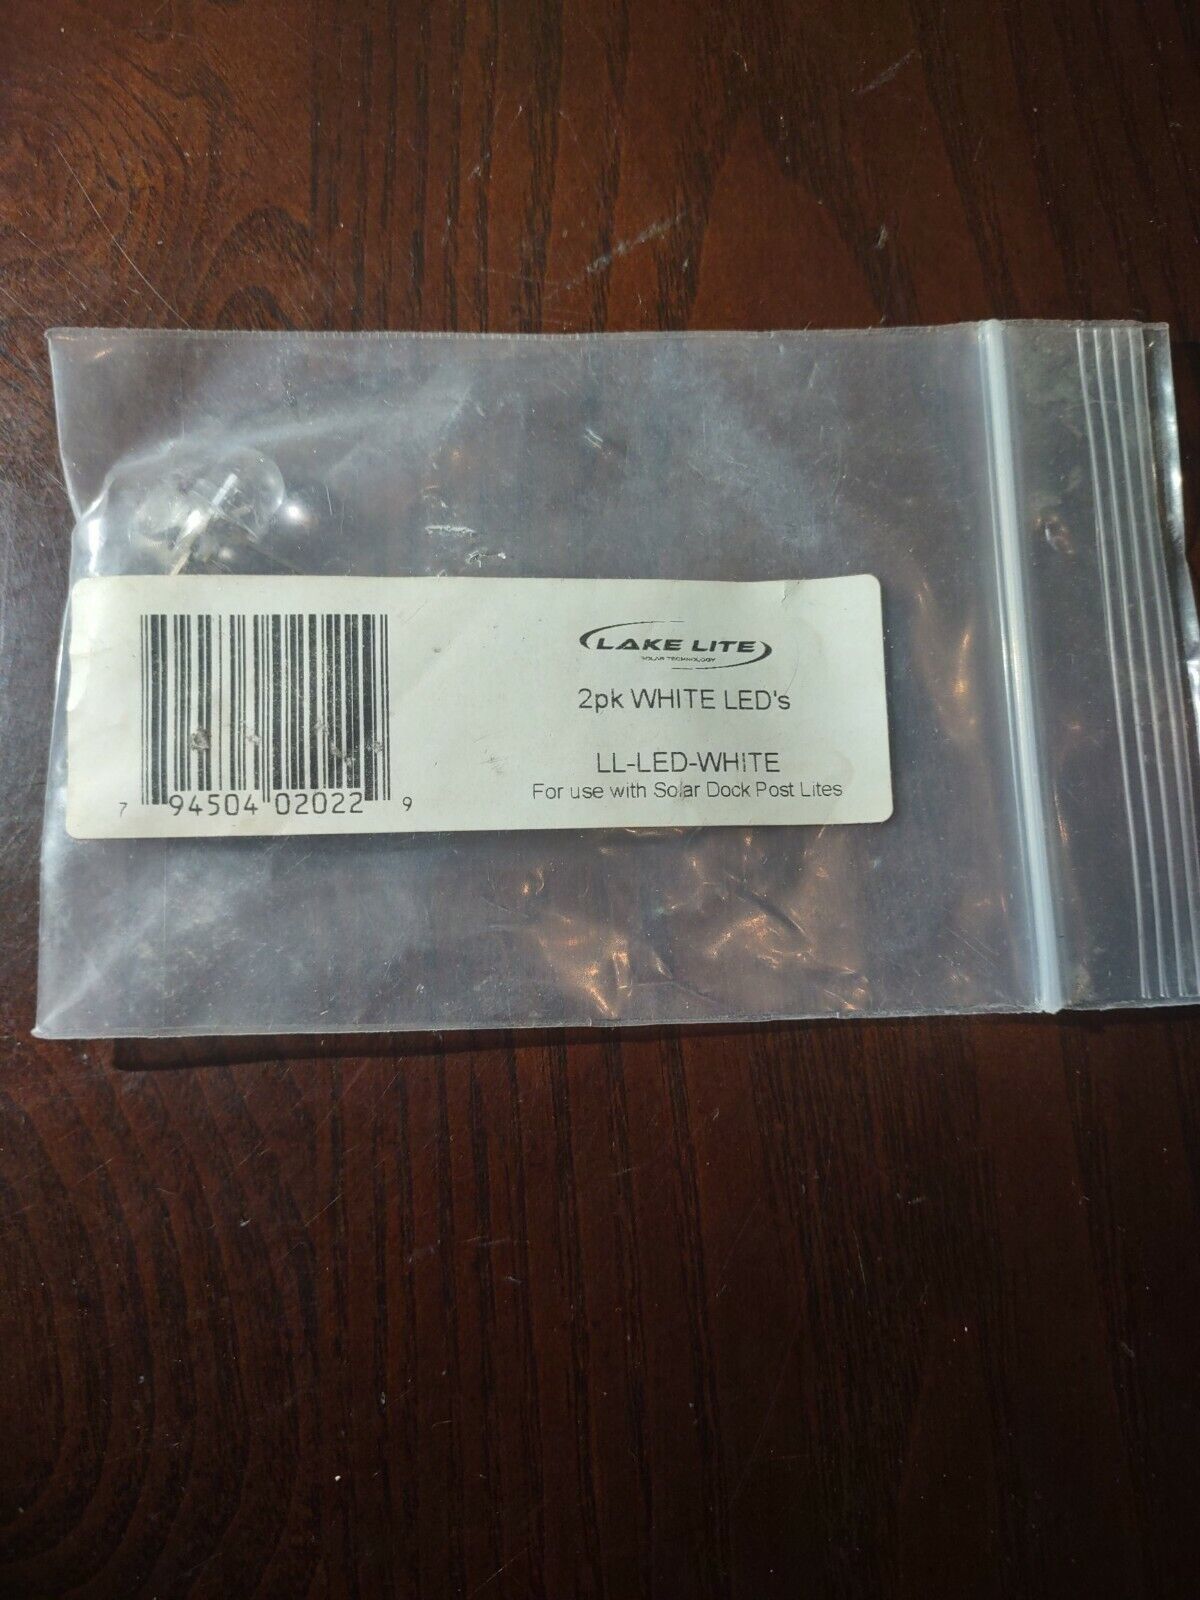 LAKE LITE
SOLAR TECHNOLOGY
2pk WHITE LED's
LL-LED-WHITE
For use with Solar Dock Post Lites
7 94504 02022 9